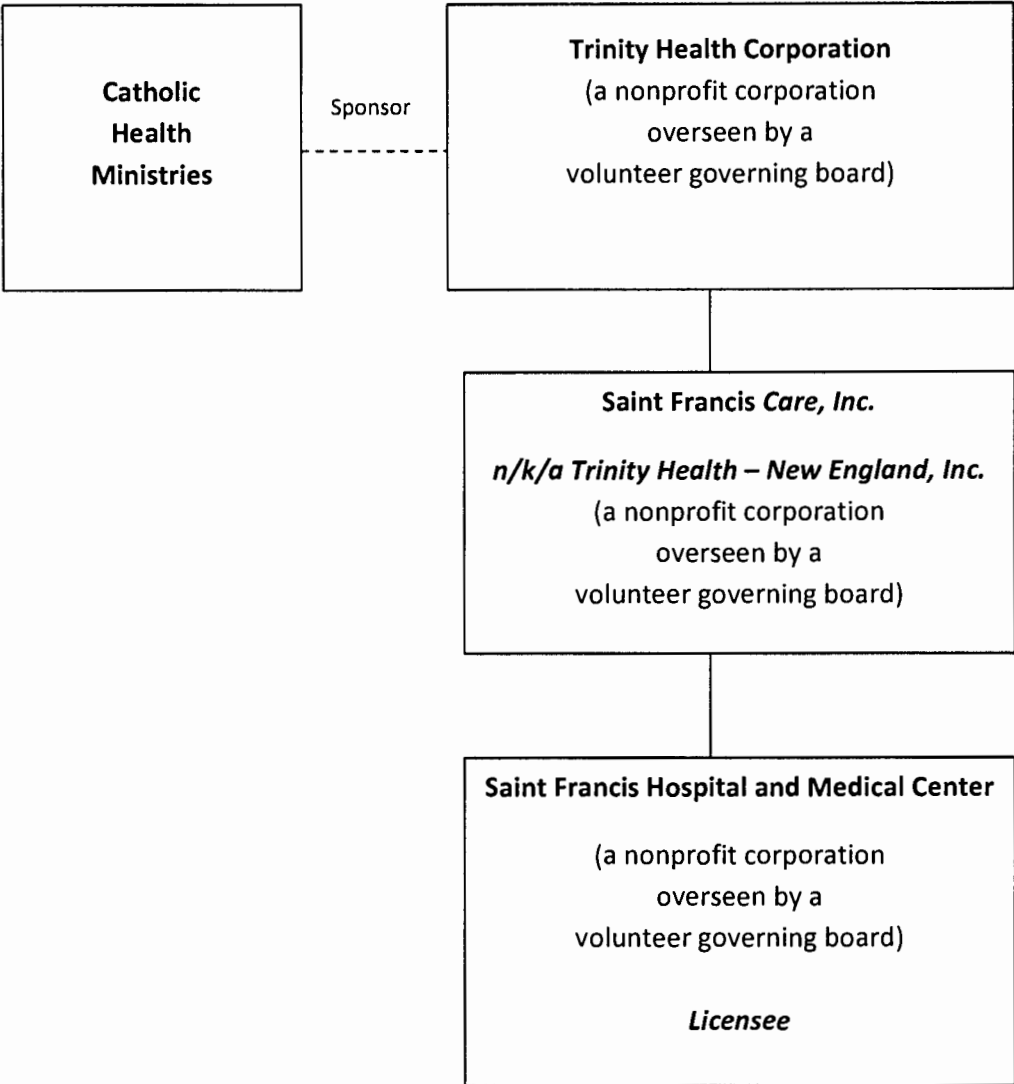 Catholic
Health
Ministries
Sponsor
Trinity Health Corporation
(a nonprofit corporation
overseen by a
volunteer governing board)
Saint Francis Care, Inc.
n/k/a Trinity Health – New England, Inc.
(a nonprofit corporation
overseen by a
volunteer governing board)
Saint Francis Hospital and Medical Center
(a nonprofit corporation
overseen by a
volunteer governing board)
Licensee